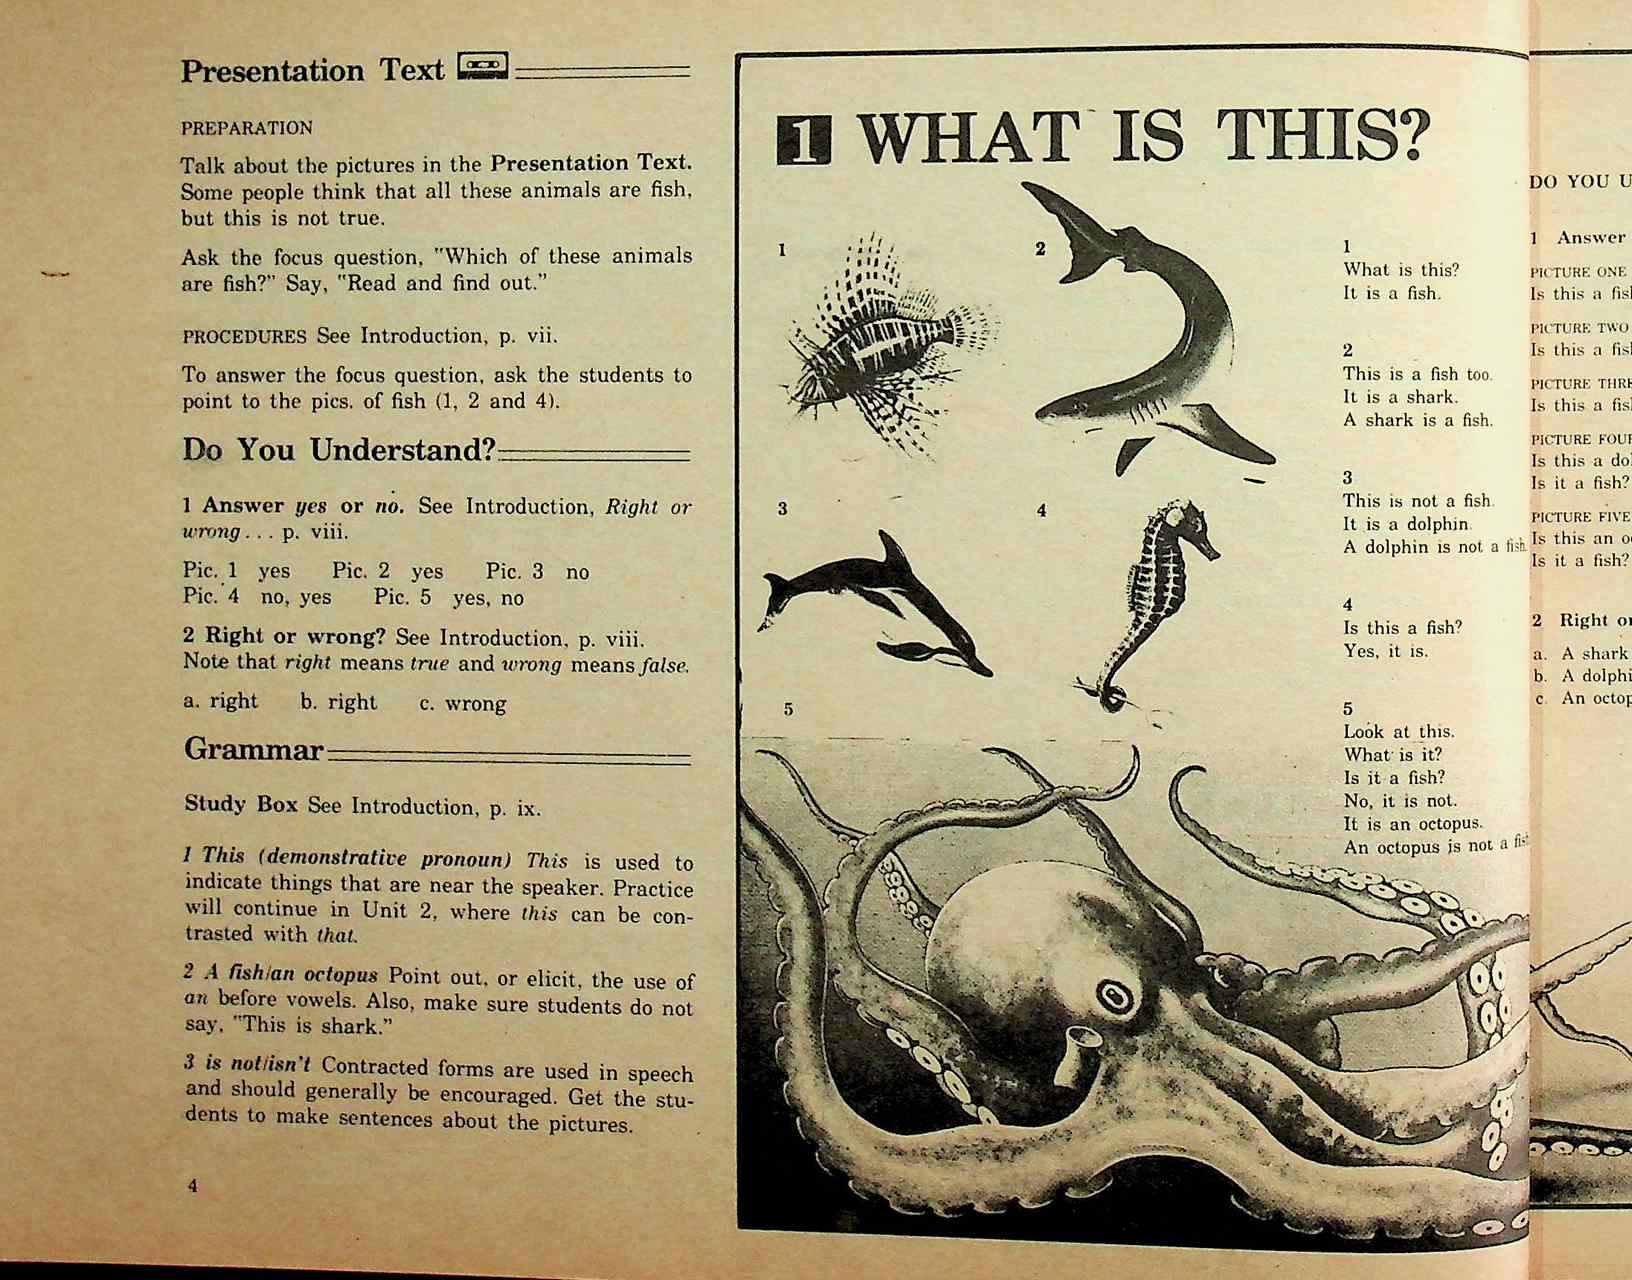 Presentation Text
PREPARATION
Talk about the pictures in the Presentation Text.
Some people think that all these animals are fish,
but this is not true.
Ask the focus question, "Which of these animals
are fish?" Say, "Read and find out."
PROCEDURES See Introduction, p. vii.
To answer the focus question, ask the students to
point to the pics. of fish (1, 2 and 4).
Do You Understand?
1 Answer yes or no. See Introduction, Right or
wrong... p. viii.
Pic. 1 yes Pic. 2 yes Pic. 3 no
Pic. 4 no, yes Pic. 5 yes, no
2 Right or wrong? See Introduction, p. viii.
Note that right means true and wrong means false.
a. right b. right c. wrong
Grammar
Study Box See Introduction, p. ix.
1 This (demonstrative pronoun) This is used to
indicate things that are near the speaker. Practice
will continue in Unit 2, where this can be con-
trasted with that.
2 A fish/an octopus Point out, or elicit, the use of
an before vowels. Also, make sure students do not
say, "This is shark."
3 is not/isn't Contracted forms are used in speech
and should generally be encouraged. Get the stu-
dents to make sentences about the pictures.
4
1 WHAT IS THIS?
1
2
3
4
5
1
What is this?
It is a fish.
2
This is a fish too.
It is a shark.
A shark is a fish.
3
This is not a fish.
It is a dolphin.
A dolphin is not a fish.
4
Is this a fish?
Yes, it is.
5
Look at this.
What is it?
Is it a fish?
No, it is not.
It is an octopus.
An octopus is not a fish
DO YOU
1 Answer
PICTURE ONE
Is this a
PICTURE TWO
Is this a
PICTURE
Is this a
PICTURE
Is this a
Is it a fish?
PICTURE FIVE
Is this an
Is it a fish?
2 Right
a. A shark
b. A
c. An